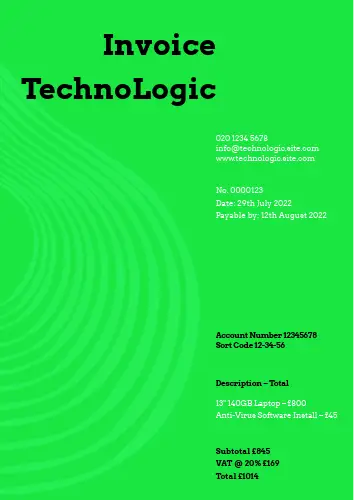 Invoice
TechnoLogic
020 1234 5678
info@technologic.site.com
www.technologic.site.com
No. 0000123
Date: 29th July 2022
Payable by: 12th August 2022
Account Number 12345678
Sort Code 12-34-56
Description – Total
13" 140GB Laptop – £800
Anti-Virus Software Install – £45
Subtotal £845
VAT @ 20% £169
Total £1014